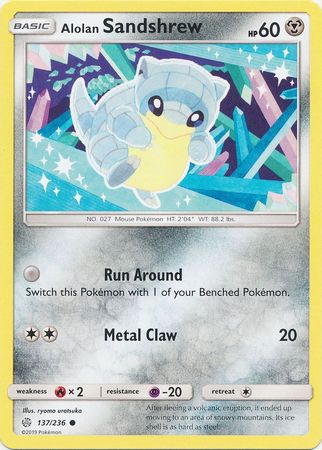 BASIC
Alolan Sandshrew HP 60
NO. 027 Mouse Pokémon HT: 2'04" WT: 88.2 lbs.
Run Around
Switch this Pokémon with 1 of your Benched Pokémon.
Metal Claw 20
weakness × 2 resistance -20 retreat
Illus. ryoma uratsuka
137/236
©2019 Pokémon
After fleeing a volcanic eruption, it ended up
moving to an area of snowy mountains. Its ice
shell is as hard as steel.